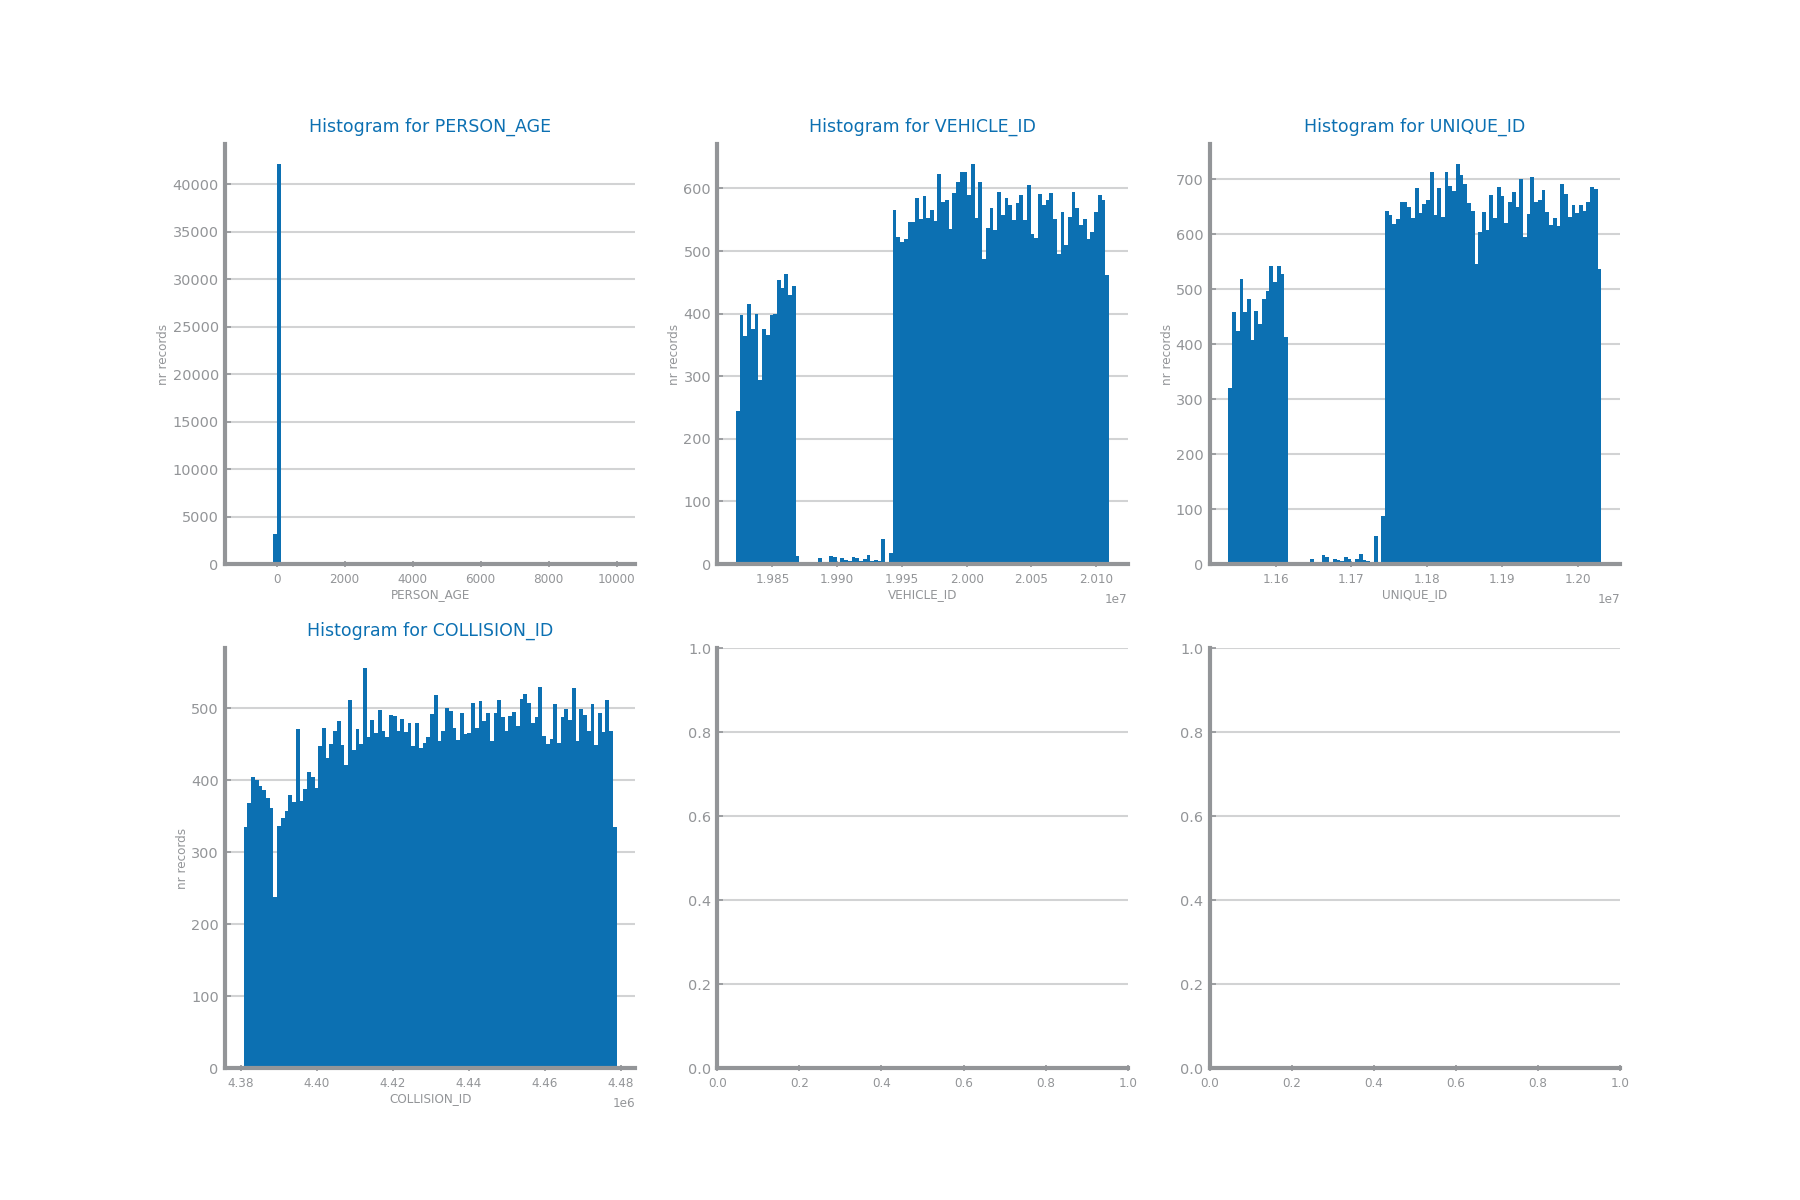 Histogram for PERSON_AGE
nr records
40000
35000
30000
25000
20000
15000
10000
5000
0
0 2000 4000 6000 8000 10000
PERSON_AGE
Histogram for VEHICLE_ID
nr records
600
500
400
300
200
100
0
1.985 1.990 1.995 2.000 2.005 2.010
VEHICLE_ID
1e7
Histogram for UNIQUE_ID
nr records
700
600
500
400
300
200
100
0
1.16 1.17 1.18 1.19 1.20
UNIQUE_ID
1e7
Histogram for COLLISION_ID
nr records
500
400
300
200
100
0
4.38 4.40 4.42 4.44 4.46 4.48
COLLISION_ID
1e6
1.0
0.8
0.6
0.4
0.2
0.0
0.0 0.2 0.4 0.6 0.8 1.0
1.0
0.8
0.6
0.4
0.2
0.0
0.0 0.2 0.4 0.6 0.8 1.0